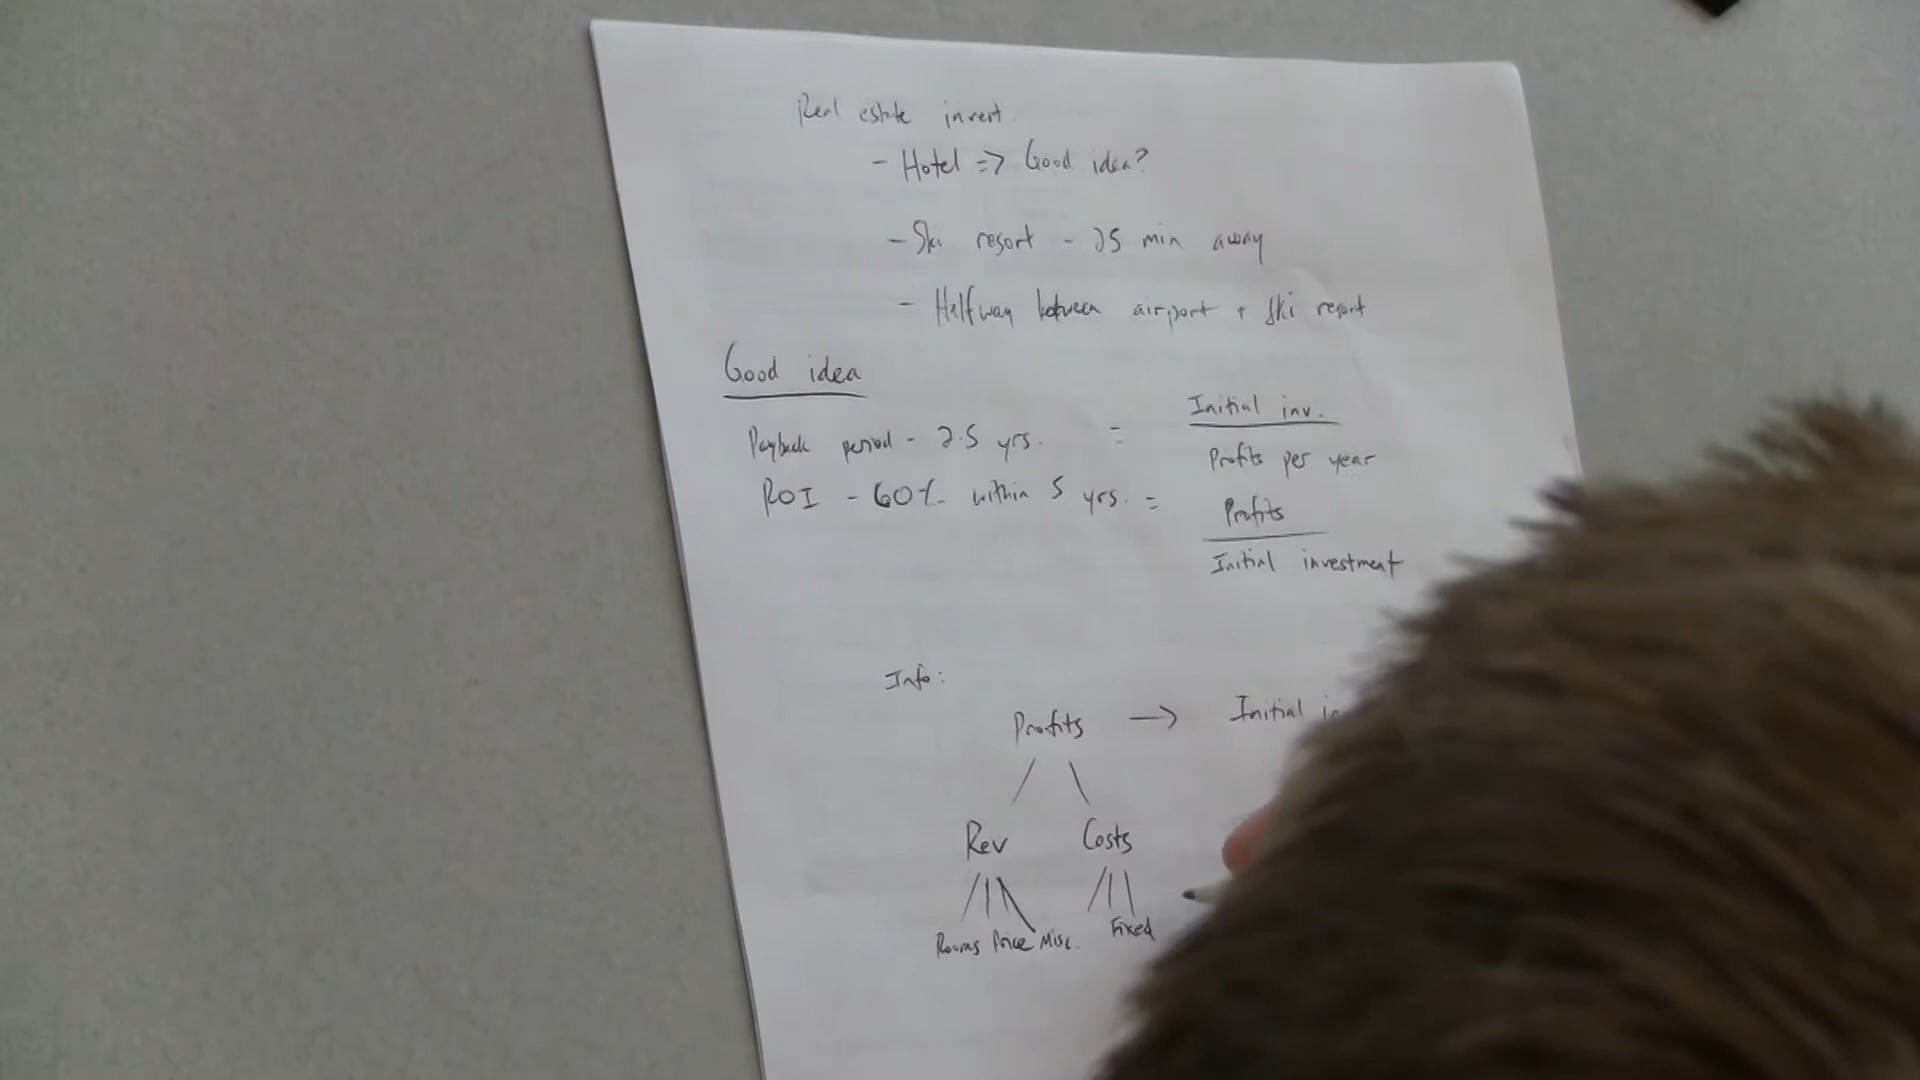 Real estate invest.
- Hotel => Good idea?
- Ski resort - 25 min away
- Halfway between airport + ski resort
Good idea
Payback period - 2.5 yrs. = Initial inv. / Profits per year
ROI - 60% within 5 yrs. = Profits / Initial investment
Info:
Profits → Initial
Rev Costs
Rooms Price Misc. Fixed